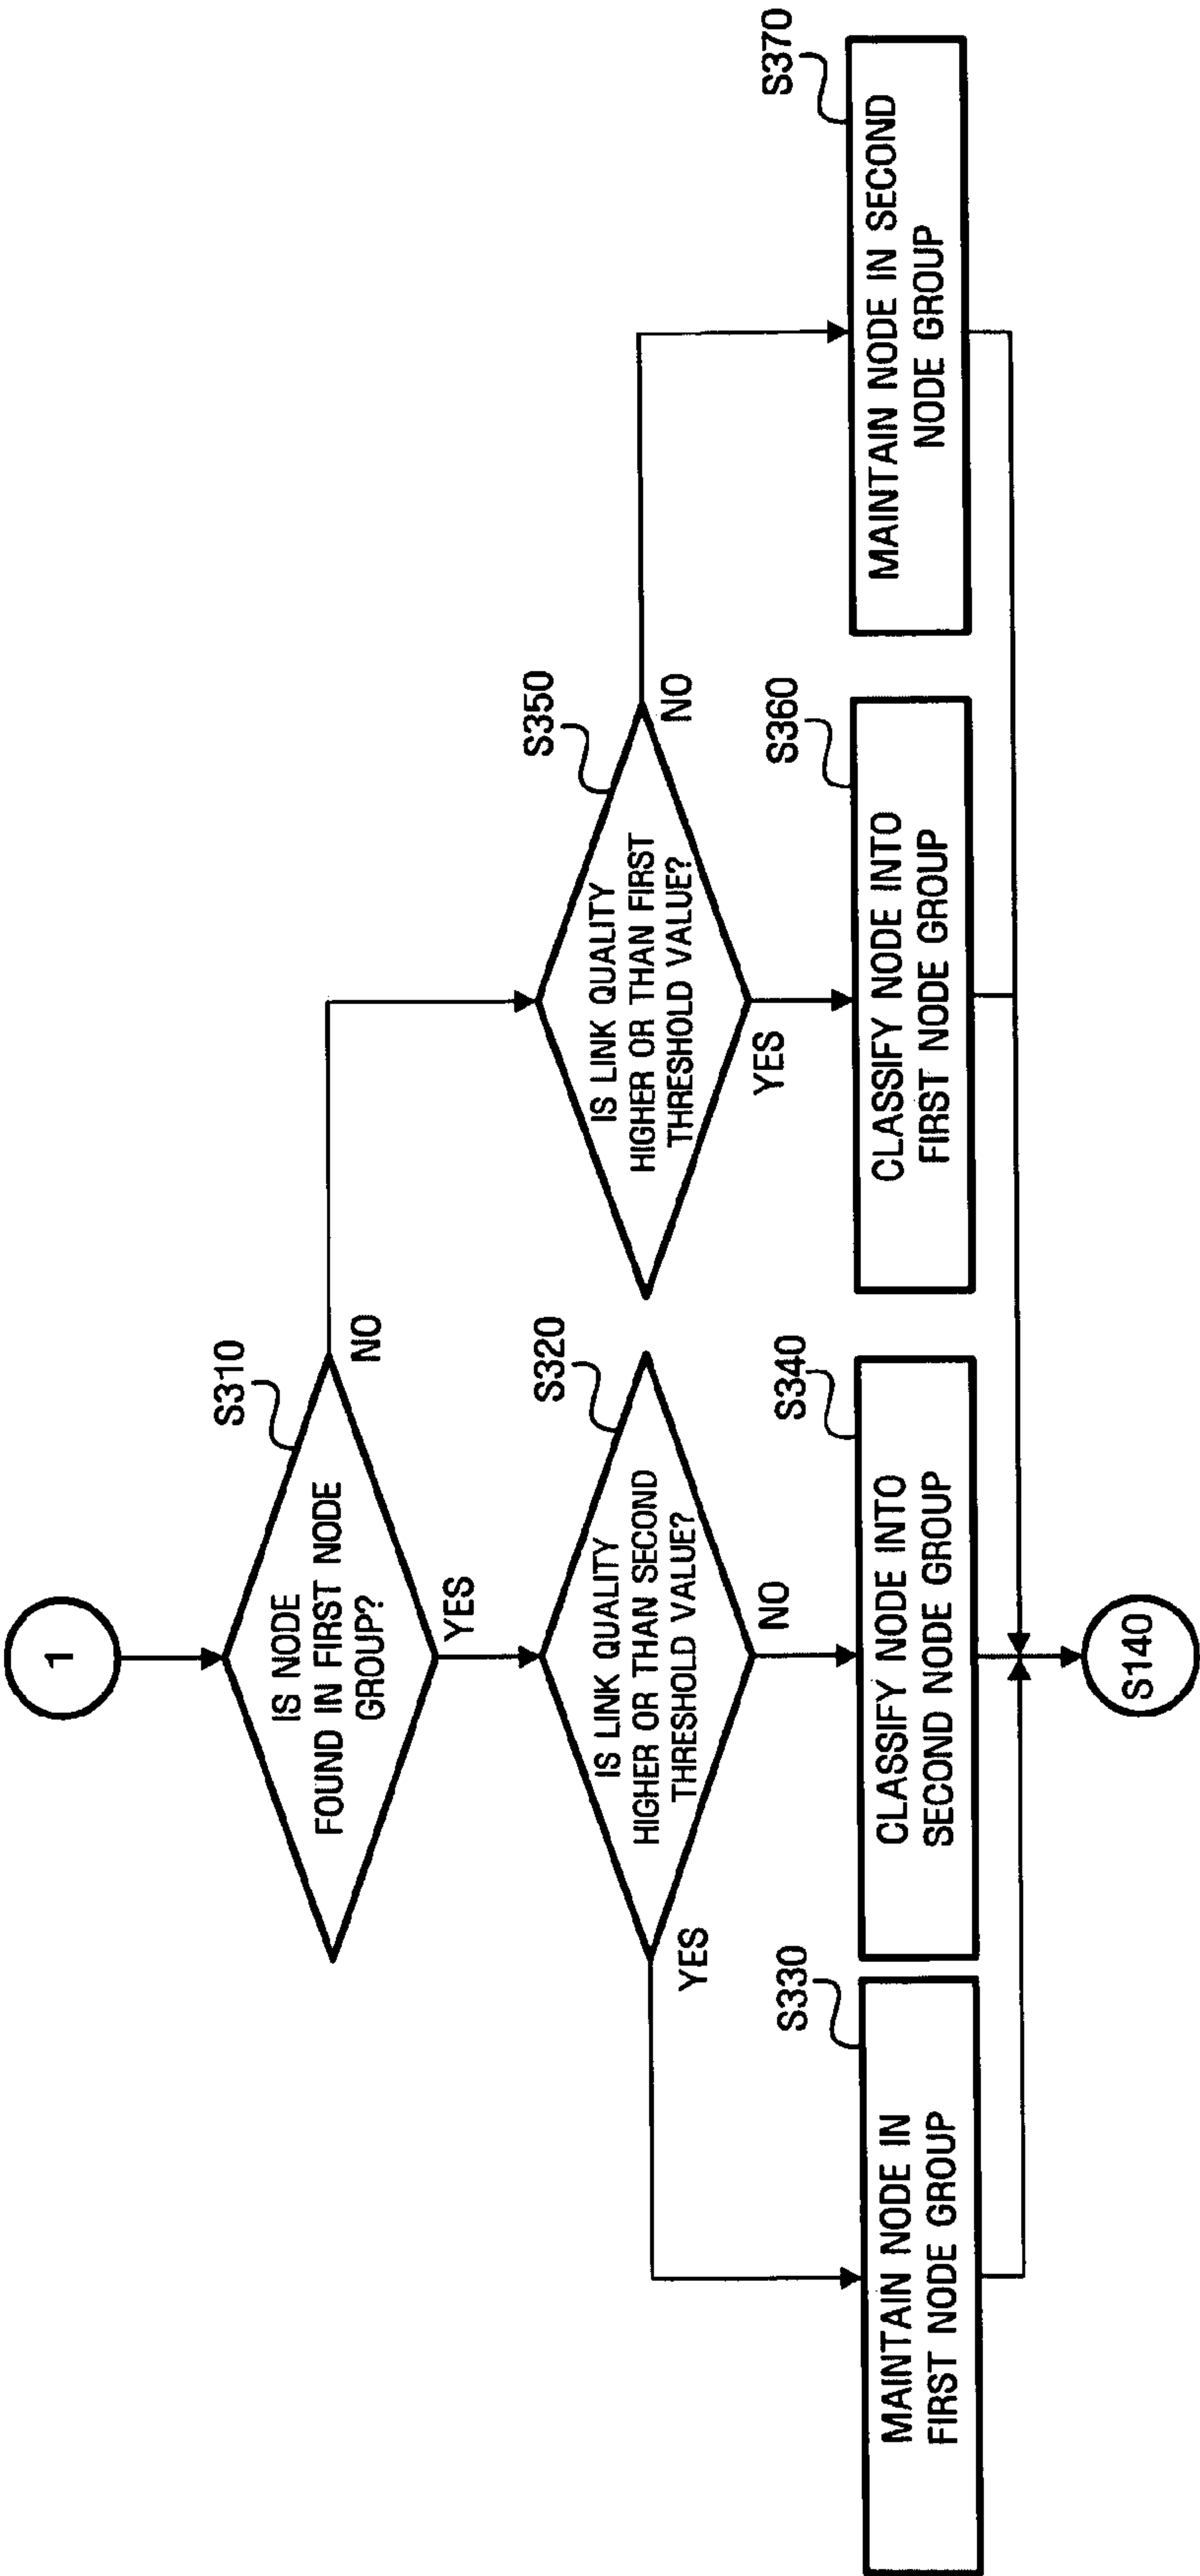 1
S310
IS NODE
FOUND IN FIRST NODE
GROUP?
NO
YES
S320
IS LINK QUALITY
HIGHER OR THAN SECOND
THRESHOLD VALUE?
YES
NO
S350
IS LINK QUALITY
HIGHER OR THAN FIRST
THRESHOLD VALUE?
NO
YES
S330
MAINTAIN NODE IN
FIRST NODE GROUP
S340
CLASSIFY NODE INTO
SECOND NODE GROUP
S360
CLASSIFY NODE INTO
FIRST NODE GROUP
S370
MAINTAIN NODE IN SECOND
NODE GROUP
S140